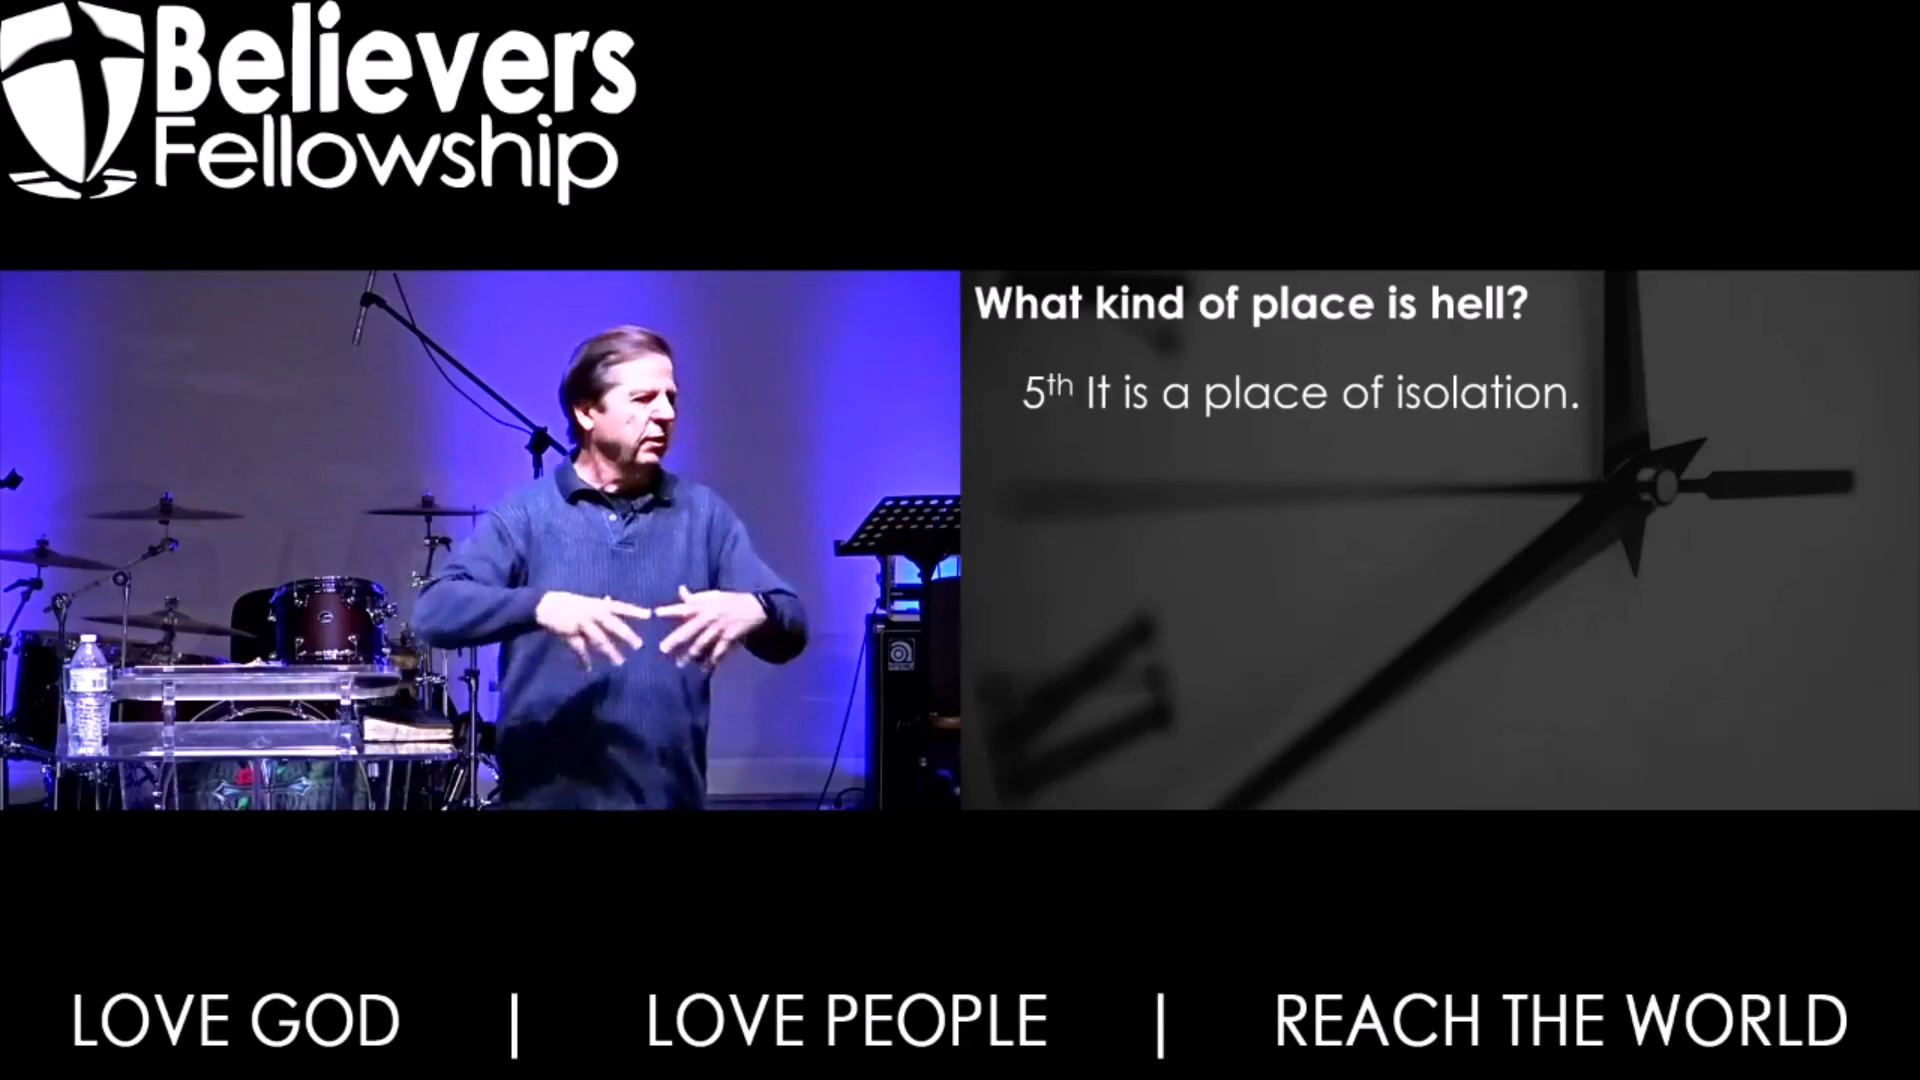 Believers
Fellowship
What kind of place is hell?
5th It is a place of isolation.
LOVE GOD | LOVE PEOPLE | REACH THE WORLD